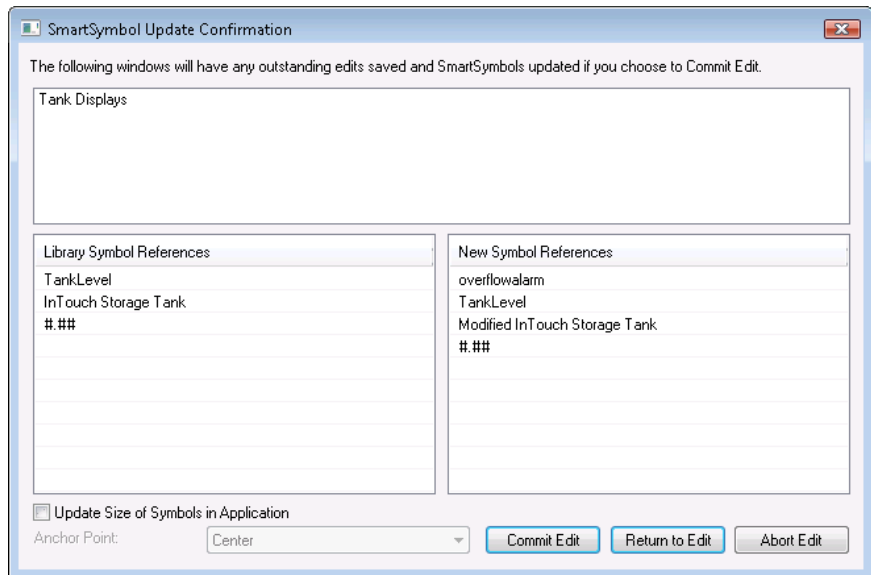 SmartSymbol Update Confirmation
The following windows will have any outstanding edits saved and SmartSymbols updated if you choose to Commit Edit.
Tank Displays
Library Symbol References
TankLevel
InTouch Storage Tank
#.##
New Symbol References
overflowalarm
TankLevel
Modified InTouch Storage Tank
#.##
Update Size of Symbols in Application
Anchor Point: Center Commit Edit Return to Edit Abort Edit